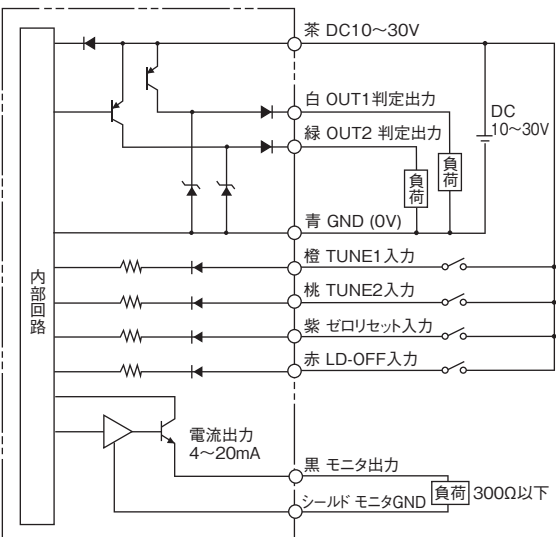 茶 DC10～30V
白 OUT1判定出力
緑 OUT2 判定出力
DC
10～30V
負荷
負荷
青 GND (0V)
橙 TUNE1入力
桃 TUNE2入力
紫 ゼロリセット入力
赤 LD-OFF入力
内部回路
電流出力
4～20mA
黒 モニタ出力
シールド モニタGND
負荷 300Ω以下